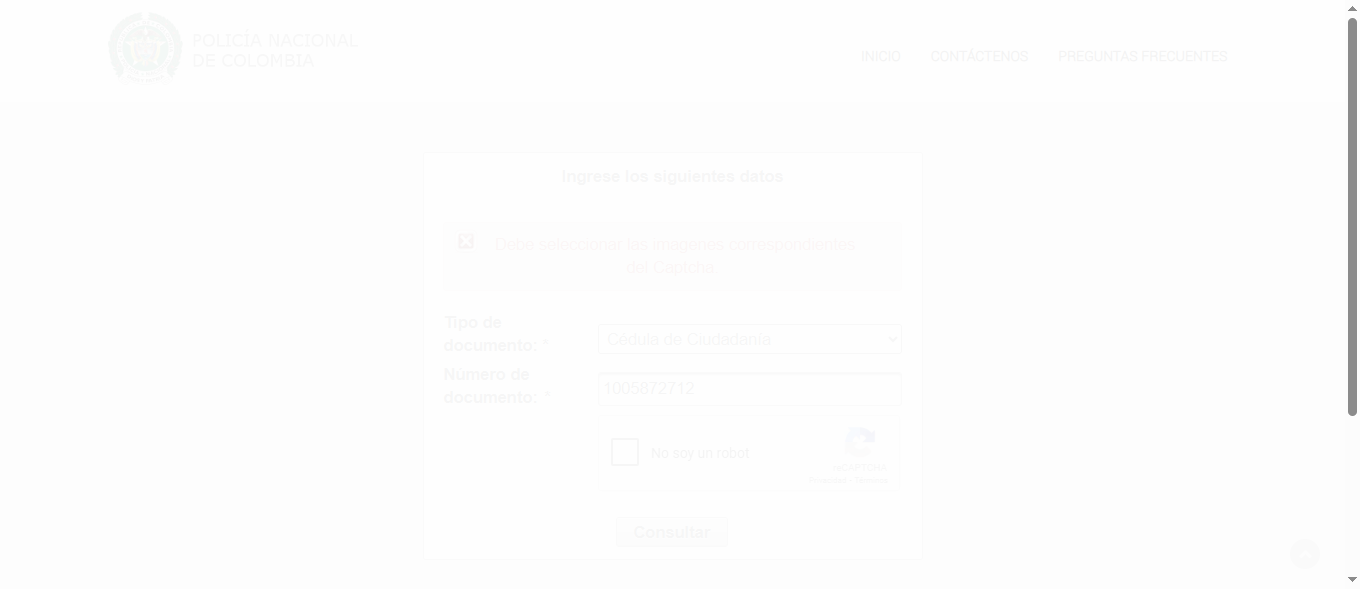 POLICÍA NACIONAL
DE COLOMBIA
INICIO
CONTÁCTENOS
PREGUNTAS FRECUENTES
Ingrese los siguientes datos
Debe seleccionar las imagenes correspondientes
del Captcha.
Tipo de
documento: *
Cédula de Ciudadanía
Número de
documento: *
1005872712
No soy un robot
reCAPTCHA
Privacidad - Términos
Consultar